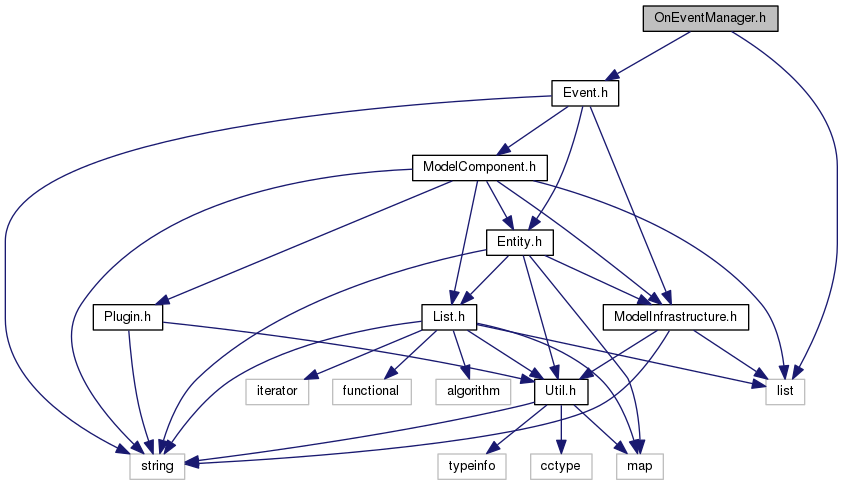 OnEventManager.h
Event.h
ModelComponent.h
Entity.h
Plugin.h
List.h
ModelInfrastructure.h
iterator
functional
algorithm
Util.h
list
string
typeinfo
cctype
map